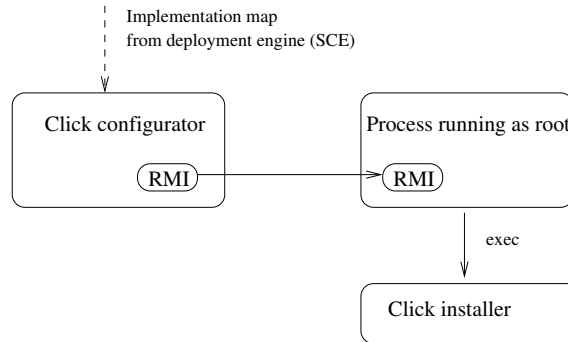 Implementation map
from deployment engine (SCE)
Click configurator
Process running as root
RMI
RMI
exec
Click installer